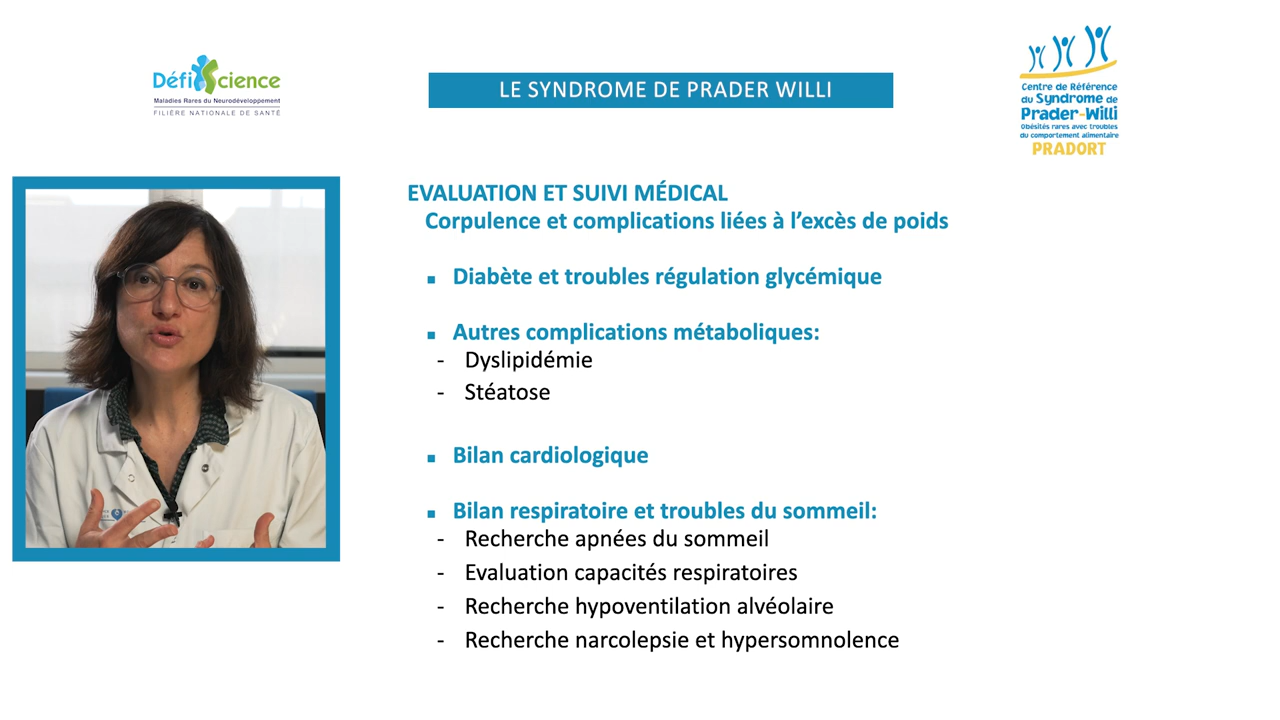 DéfiScience
Maladies Rares du Neurodéveloppement
FILIÈRE NATIONALE DE SANTÉ
LE SYNDROME DE PRADER WILLI
Centre de Référence
du Syndrome de
Prader-Willi
Obésités rares avec troubles
du comportement alimentaire
PRADORT
EVALUATION ET SUIVI MÉDICAL
Corpulence et complications liées à l'excès de poids
▪ Diabète et troubles régulation glycémique
▪ Autres complications métaboliques:
- Dyslipidémie
- Stéatose
▪ Bilan cardiologique
▪ Bilan respiratoire et troubles du sommeil:
- Recherche apnées du sommeil
- Evaluation capacités respiratoires
- Recherche hypoventilation alvéolaire
- Recherche narcolepsie et hypersomnolence